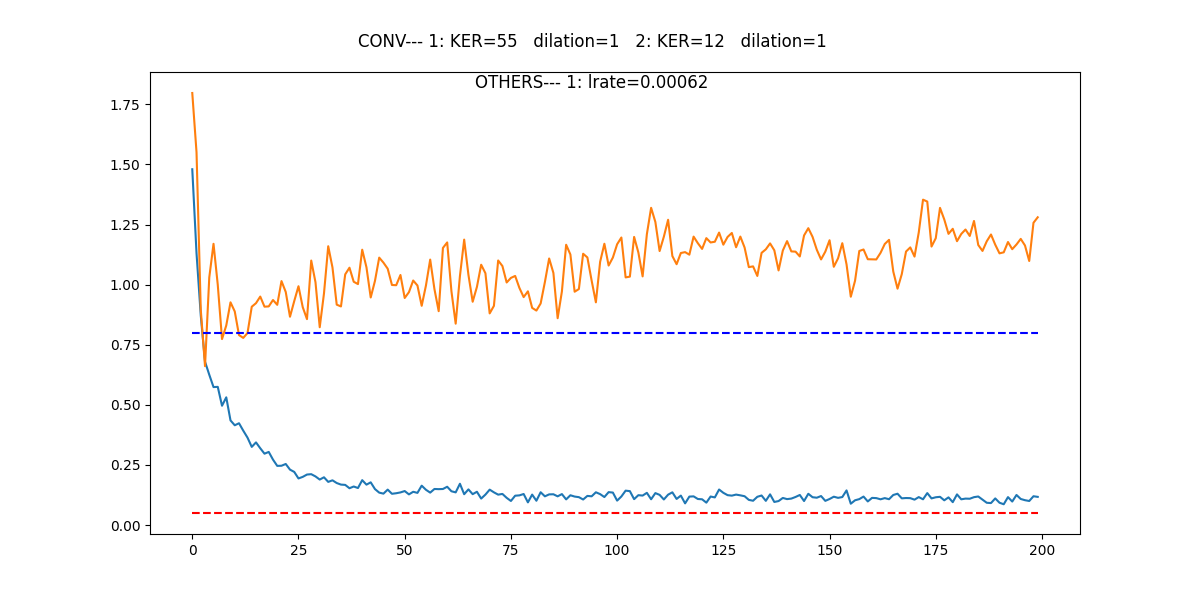 CONV--- 1: KER=55   dilation=1   2: KER=12   dilation=1
OTHERS--- 1: lrate=0.00062
1.75
1.50
1.25
1.00
0.75
0.50
0.25
0.00
0 25 50 75 100 125 150 175 200